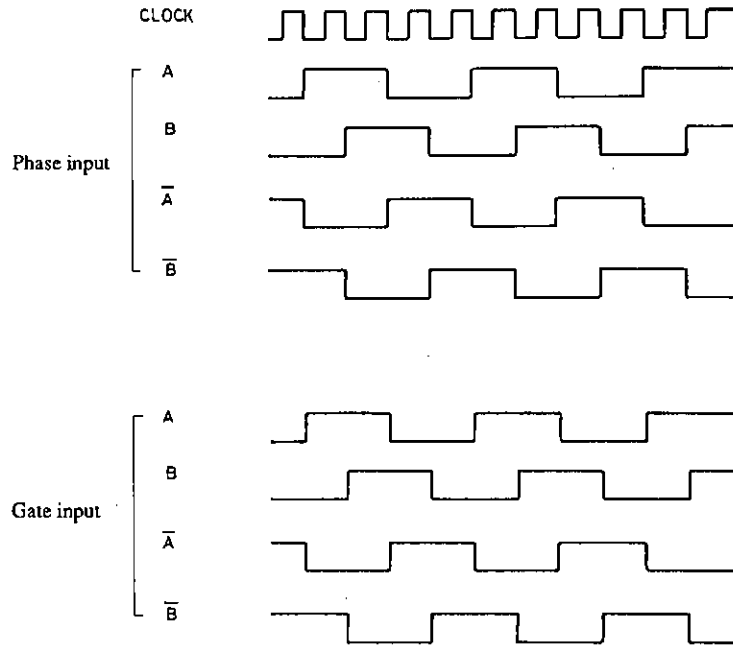 CLOCK
A
B
Phase input
A̅
B̅
A
B
Gate input
A̅
B̅